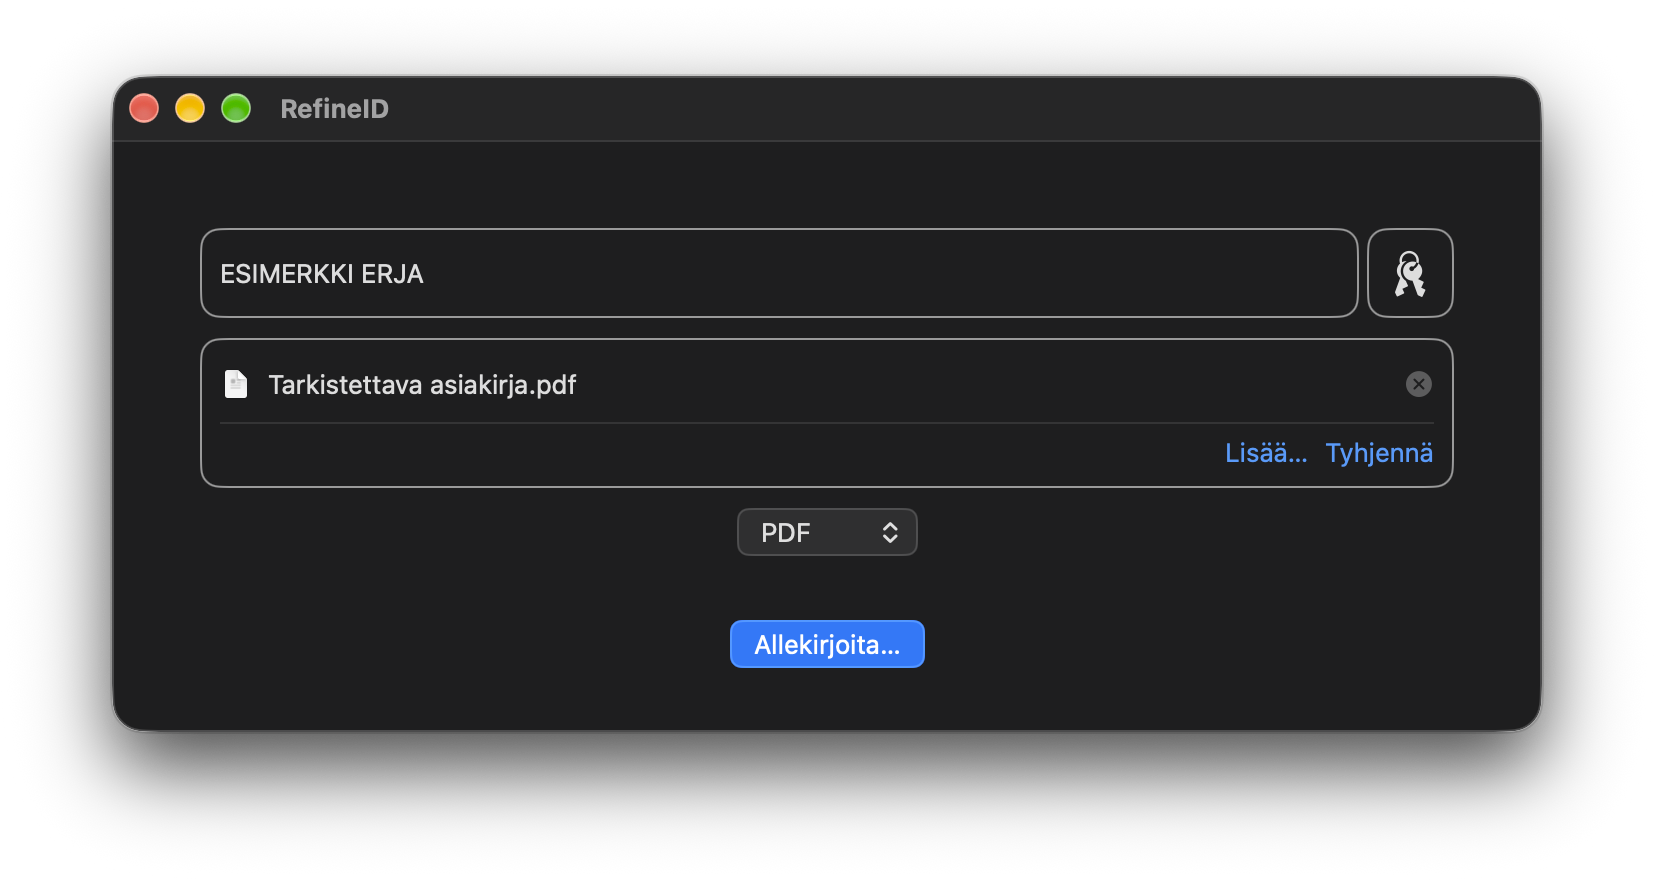 RefineID
ESIMERKKI ERJA
Tarkistettava asiakirja.pdf
Lisää... Tyhjennä
PDF
Allekirjoita...